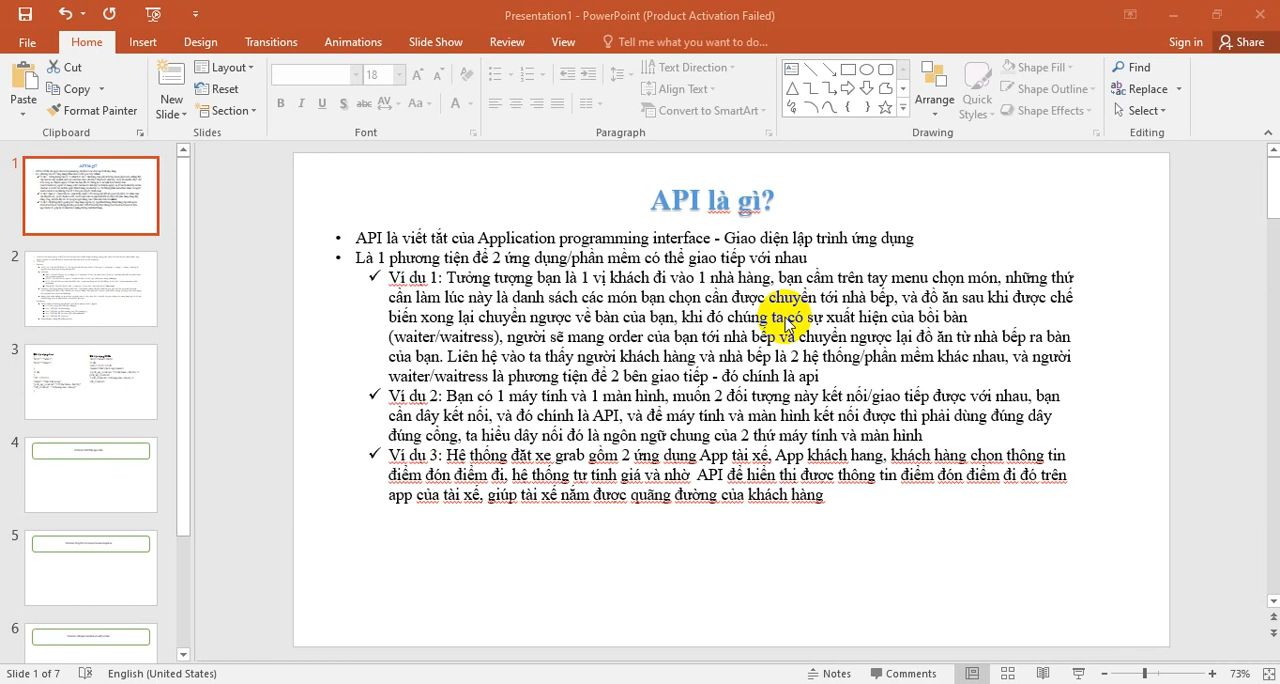 Presentation1 - PowerPoint (Product Activation Failed)
File Home Insert Design Transitions Animations Slide Show Review View Tell me what you want to do... Sign in Share
Paste Cut Copy Format Painter Clipboard
New Slide Layout Reset Section Slides
18 Font
Text Direction Align Text Convert to SmartArt Paragraph
Arrange Quick Styles Shape Fill Shape Outline Shape Effects Drawing
Find Replace Select Editing
1
2
3
4
5
6
API là gì?
• API là viết tắt của Application programming interface - Giao diện lập trình ứng dụng
• Là 1 phương tiện để 2 ứng dụng/phần mềm có thể giao tiếp với nhau
✓ Ví dụ 1: Tưởng tượng bạn là 1 vị khách đi vào 1 nhà hàng, bạn cầm trên tay menu chọn món, những thứ
cần làm lúc này là danh sách các món bạn chọn cần được chuyển tới nhà bếp, và đồ ăn sau khi được chế
biến xong lại chuyển ngược về bàn của bạn, khi đó chúng ta có sự xuất hiện của bồi bàn
(waiter/waitress), người sẽ mang order của bạn tới nhà bếp và chuyển ngược lại đồ ăn từ nhà bếp ra bàn
của bạn. Liên hệ vào ta thấy người khách hàng và nhà bếp là 2 hệ thống/phần mềm khác nhau, và người
waiter/waitress là phương tiện để 2 bên giao tiếp - đó chính là api
✓ Ví dụ 2: Bạn có 1 máy tính và 1 màn hình, muốn 2 đối tượng này kết nối/giao tiếp được với nhau, bạn
cần dây kết nối, và đó chính là API, và để máy tính và màn hình kết nối được thì phải dùng đúng dây
đúng cổng, ta hiểu dây nối đó là ngôn ngữ chung của 2 thứ máy tính và màn hình
✓ Ví dụ 3: Hệ thống đặt xe grab gồm 2 ứng dụng App tài xế, App khách hang, khách hàng chọn thông tin
điểm đón điểm đi, hệ thống tự tính giá và nhờ API để hiển thị được thông tin điểm đón điểm đi đó trên
app của tài xế, giúp tài xế nắm được quãng đường của khách hàng
Slide 1 of 7 English (United States) Notes Comments 73%